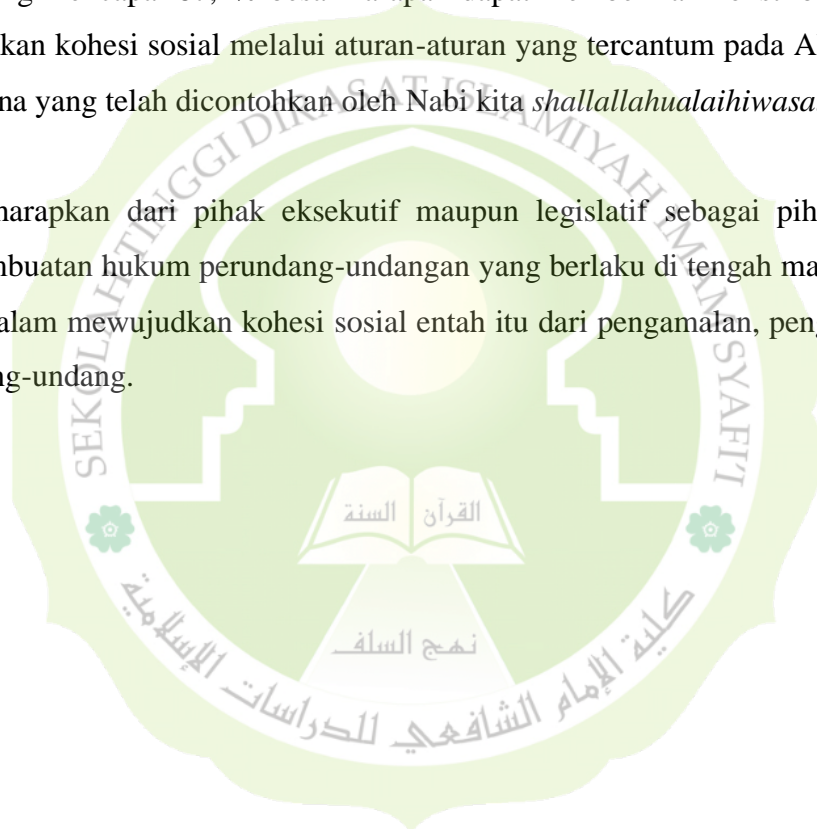 kan kohesi sosial melalui aturan-aturan yang tercantum pada A
na yang telah dicontohkan oleh Nabi kita shallallahualaihiwasa
harapkan dari pihak eksekutif maupun legislatif sebagai pih
mbuatan hukum perundang-undangan yang berlaku di tengah ma
alam mewujudkan kohesi sosial entah itu dari pengamalan, peng
ng-undang.
SEKOLAH TINGGI DIRASAT ISLAMIYAH IMAM SYAFI'I
القرآن السنة
نهج السلف
كلية الإمام الشافعي للدراسات الإسلامية